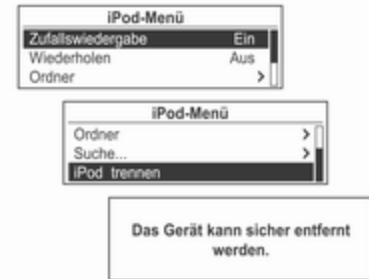 iPod-Menü
Zufallswiedergabe Ein
Wiederholen Aus
Ordner >
iPod-Menü
Ordner >
Suche... >
iPod trennen
Das Gerät kann sicher entfernt
werden.